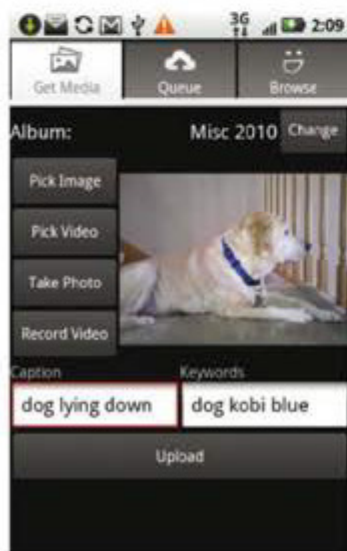 3G 2:09
Get Media Queue Browse
Album: Misc 2010 Change
Pick Image
Pick Video
Take Photo
Record Video
Caption Keywords
dog lying down dog kobi blue
Upload